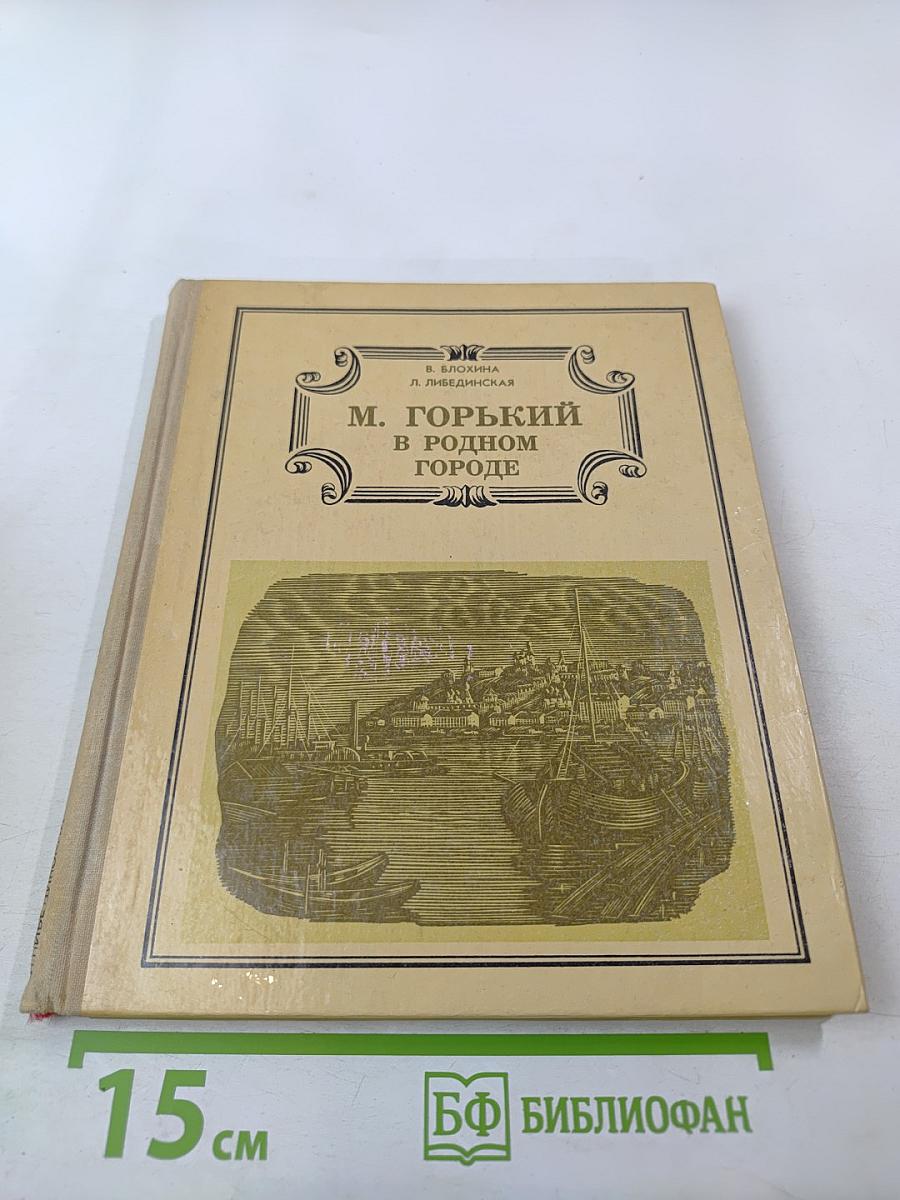 В. БЛОХИНА
Л. ЛИБЕДИНСКАЯ
М. ГОРЬКИЙ
В РОДНОМ
ГОРОДЕ
15 см
БФ БИБЛИОФАН